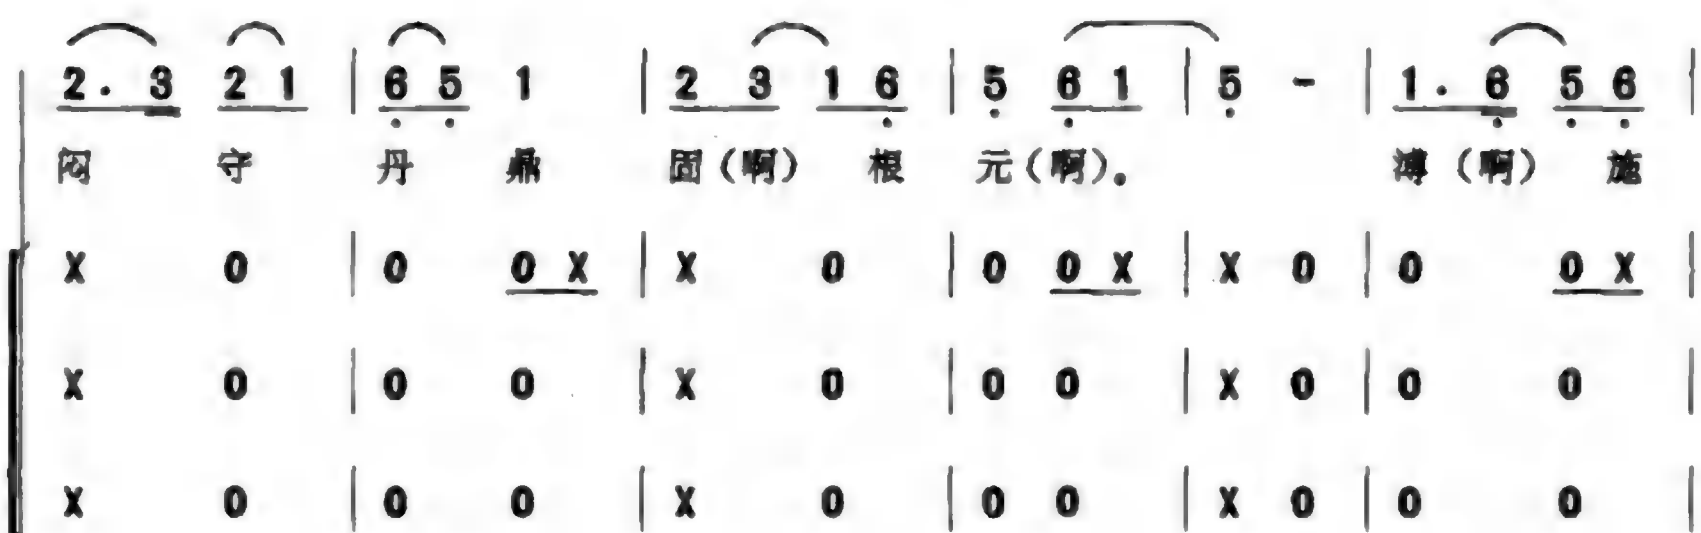 2. 3 2 1 | 6 5 1 | 2 3 1 6 | 5 6 1 | 5 - | 1. 6 5 6 |
闷 守 丹 鼎 固（啊） 根 元（啊）。 溥（啊） 施
X 0 | 0 0 X | X 0 | 0 0 X | X 0 | 0 0 X |
X 0 | 0 0 | X 0 | 0 0 | X 0 | 0 0 |
X 0 | 0 0 | X 0 | 0 0 | X 0 | 0 0 |